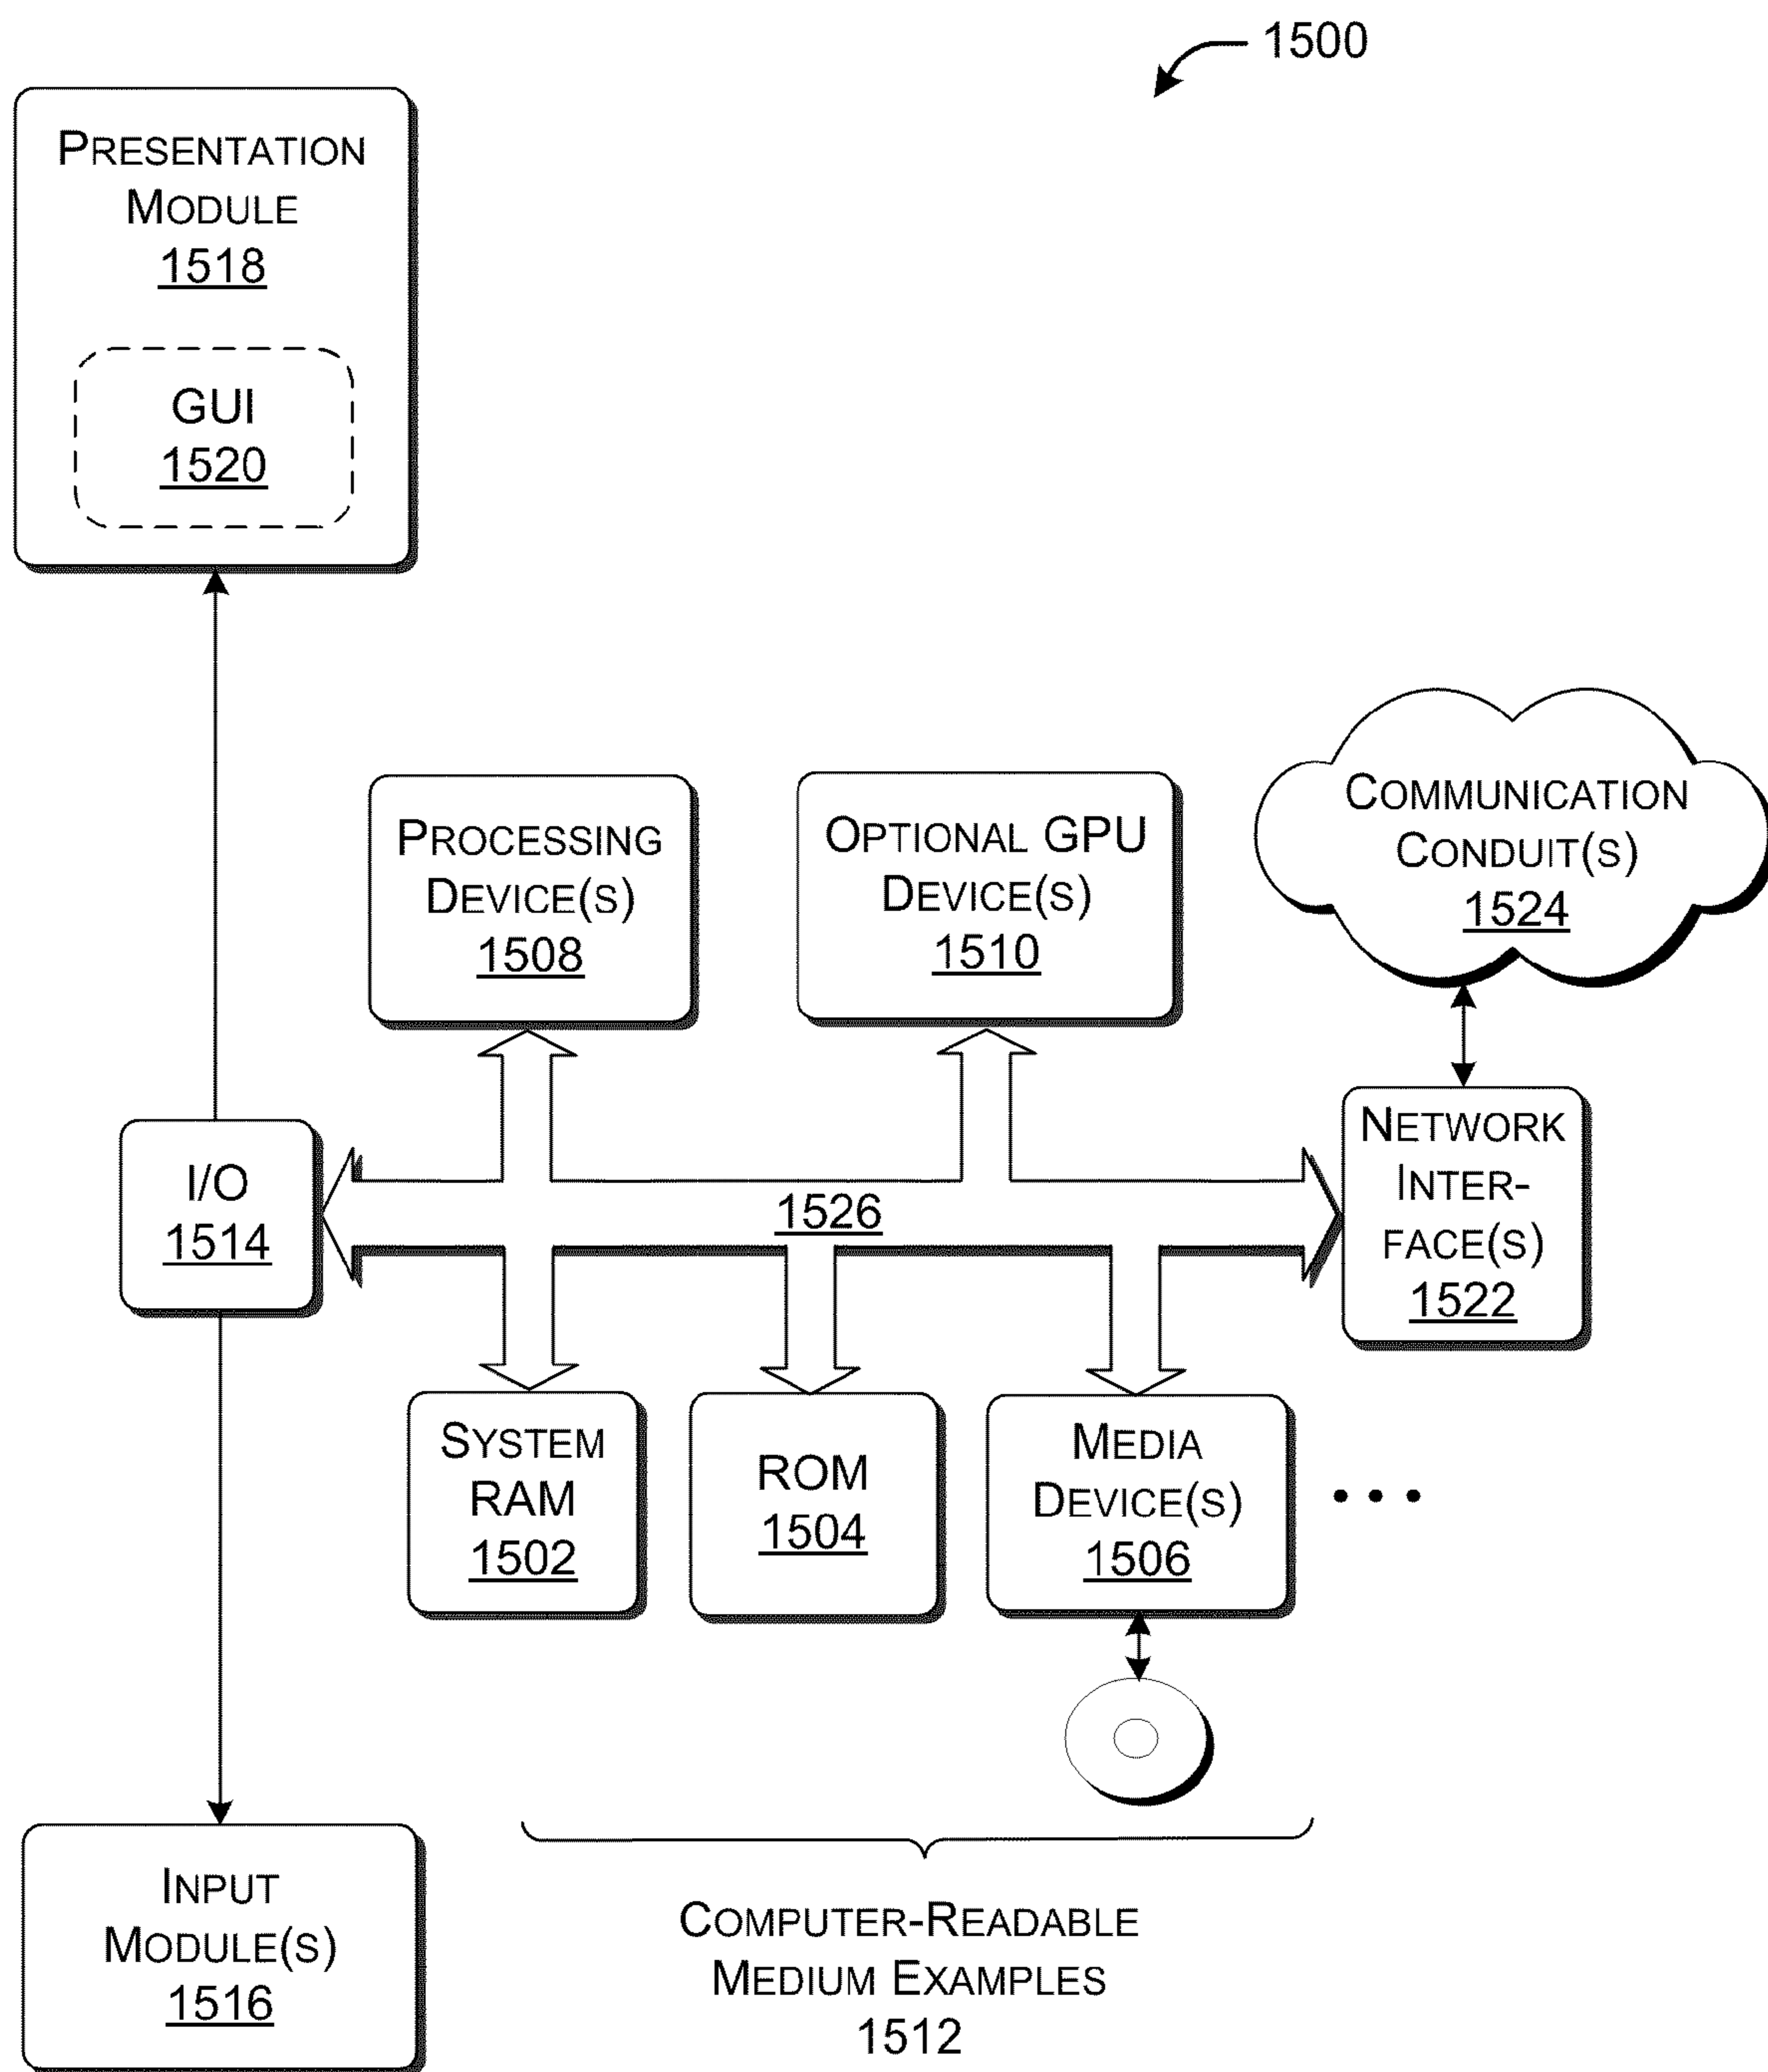 1500
PRESENTATION
MODULE
1518
GUI
1520
COMMUNICATION
CONDUIT(S)
1524
PROCESSING
DEVICE(S)
1508
OPTIONAL GPU
DEVICE(S)
1510
I/O
1514
1526
NETWORK
INTER-
FACE(S)
1522
SYSTEM
RAM
1502
ROM
1504
MEDIA
DEVICE(S)
1506
• • •
INPUT
MODULE(S)
1516
COMPUTER-READABLE
MEDIUM EXAMPLES
1512